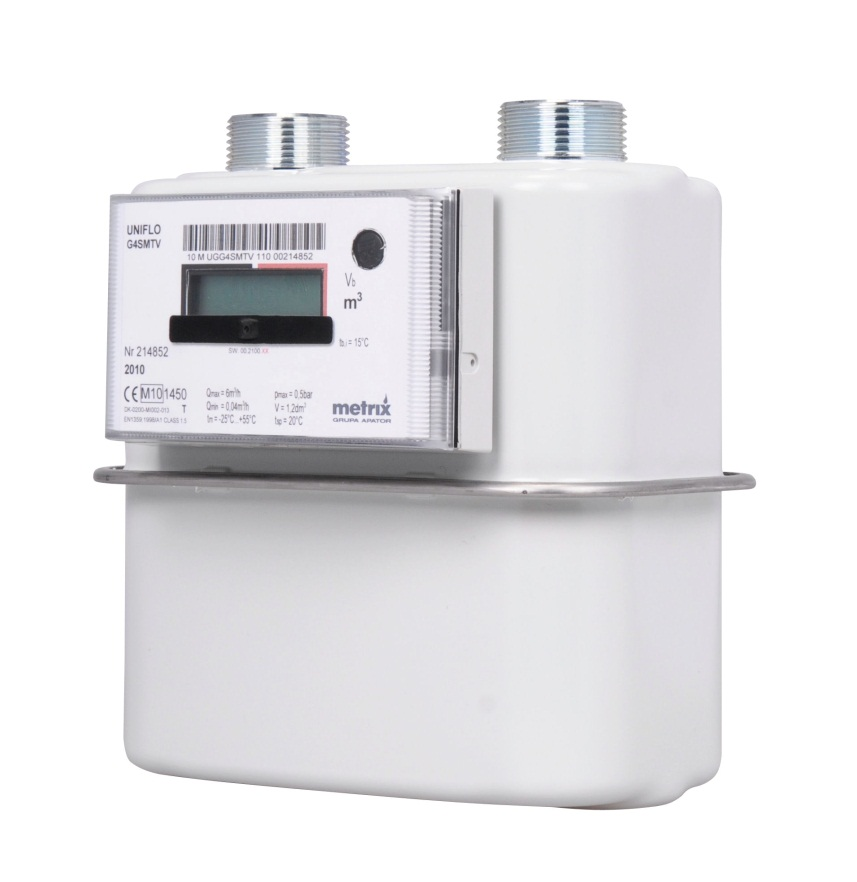 UNIFLO
G4SMTV
10 M UGG4SMTV 110 00214852
Vb
m³
tb,i = 15°C
Nr 214852
2010
CE M10 1450
T
Qmax = 6m³/h
Qmin = 0,04m³/h
tm = -25°C...+55°C
pmax = 0,5bar
V = 1,2dm³
tsp = 20°C
metrix
GRUPA APATOR